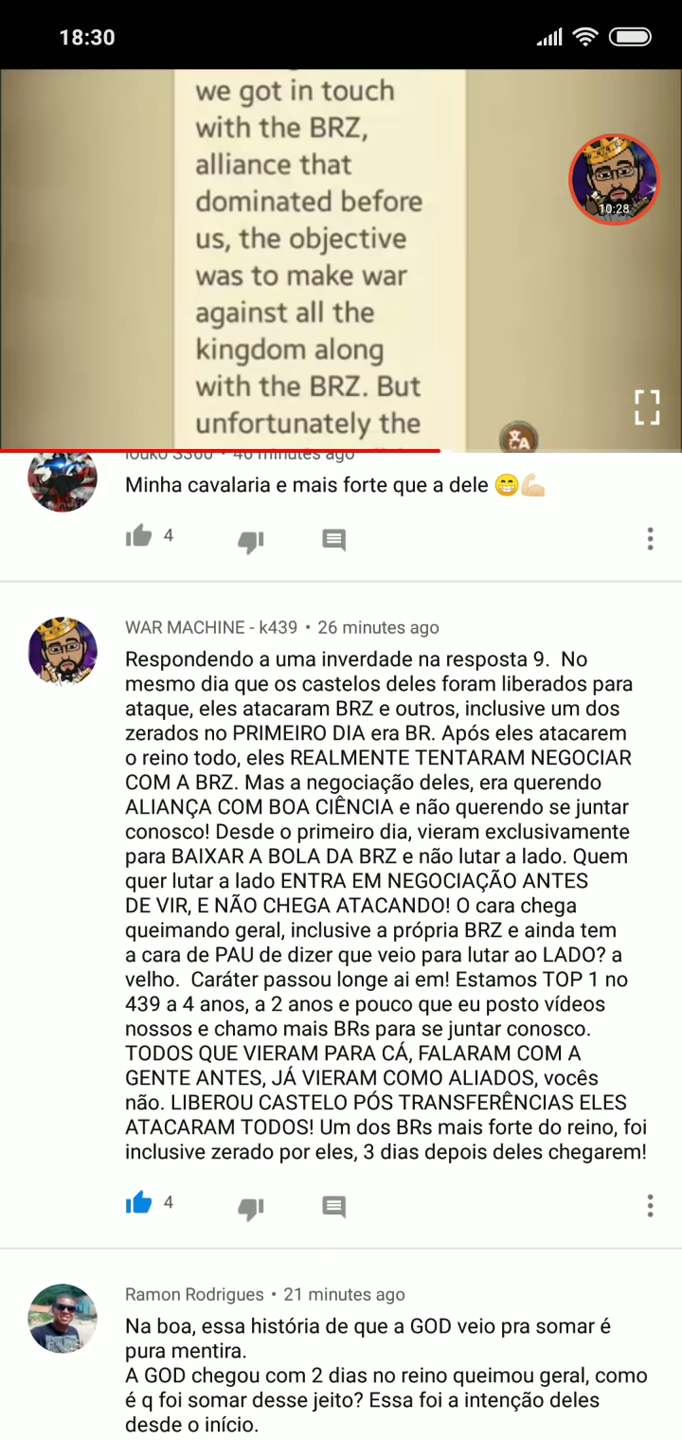 18:30
we got in touch
with the BRZ,
alliance that
dominated before
us, the objective
was to make war
against all the
kingdom along
with the BRZ. But
unfortunately the
10:28
minutes ago
Minha cavalaria e mais forte que a dele 😁💪🏻
4
WAR MACHINE - k439 • 26 minutes ago
Respondendo a uma inverdade na resposta 9.  No
mesmo dia que os castelos deles foram liberados para
ataque, eles atacaram BRZ e outros, inclusive um dos
zerados no PRIMEIRO DIA era BR. Após eles atacarem
o reino todo, eles REALMENTE TENTARAM NEGOCIAR
COM A BRZ. Mas a negociação deles, era querendo
ALIANÇA COM BOA CIÊNCIA e não querendo se juntar
conosco! Desde o primeiro dia, vieram exclusivamente
para BAIXAR A BOLA DA BRZ e não lutar a lado. Quem
quer lutar a lado ENTRA EM NEGOCIAÇÃO ANTES
DE VIR, E NÃO CHEGA ATACANDO! O cara chega
queimando geral, inclusive a própria BRZ e ainda tem
a cara de PAU de dizer que veio para lutar ao LADO? a
velho.  Caráter passou longe ai em! Estamos TOP 1 no
439 a 4 anos, a 2 anos e pouco que eu posto vídeos
nossos e chamo mais BRs para se juntar conosco.
TODOS QUE VIERAM PARA CÁ, FALARAM COM A
GENTE ANTES, JÁ VIERAM COMO ALIADOS, vocês
não. LIBEROU CASTELO PÓS TRANSFERÊNCIAS ELES
ATACARAM TODOS! Um dos BRs mais forte do reino, foi
inclusive zerado por eles, 3 dias depois deles chegarem!
4
Ramon Rodrigues • 21 minutes ago
Na boa, essa história de que a GOD veio pra somar é
pura mentira.
A GOD chegou com 2 dias no reino queimou geral, como
é q foi somar desse jeito? Essa foi a intenção deles
desde o início.